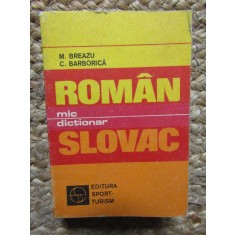 M. BREAZU
C. BARBORICĂ
ROMÂN
mic
dicționar
SLOVAC
EDITURA
SPORT-
TURISM